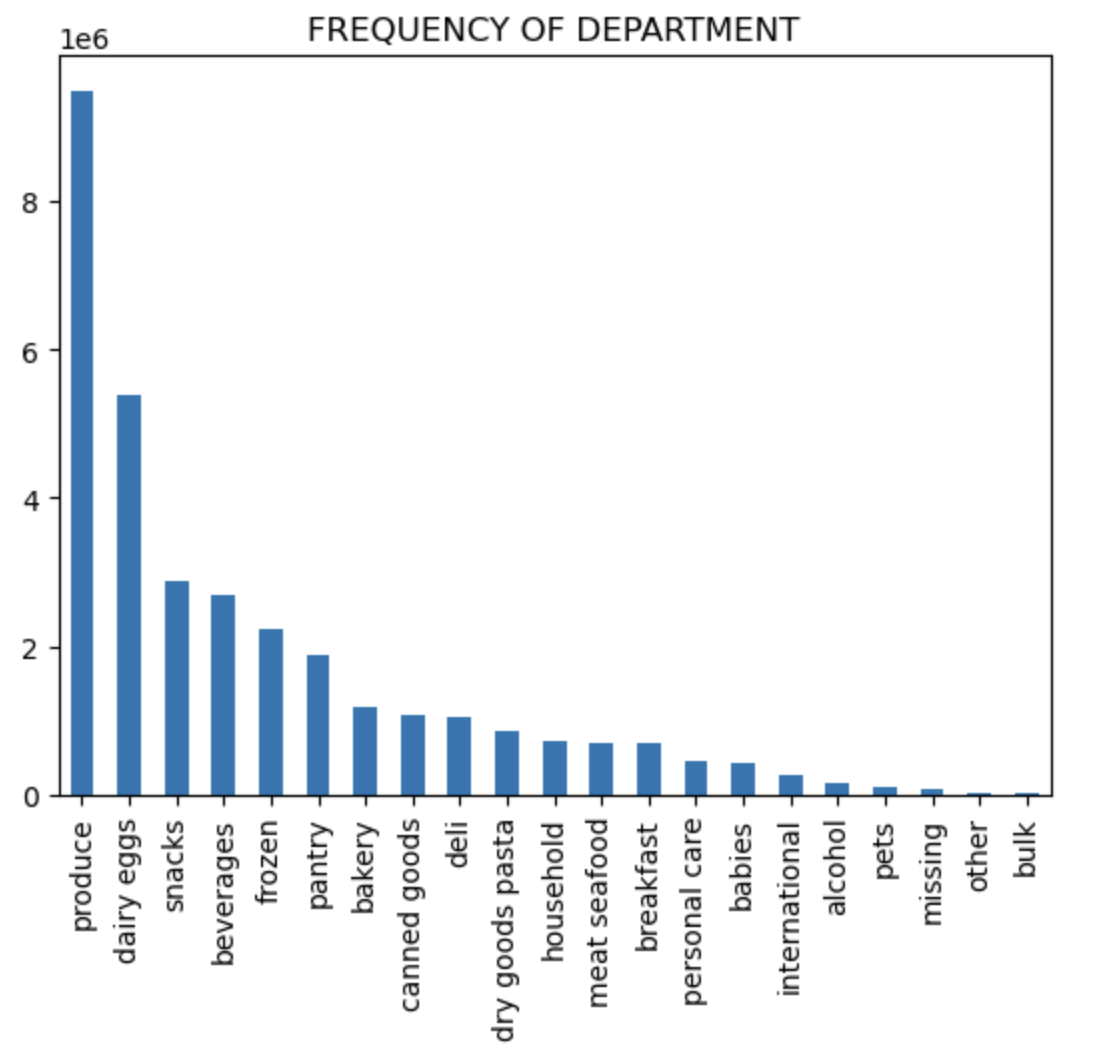 FREQUENCY OF DEPARTMENT
1e6
8
6
4
2
0
produce
dairy eggs
snacks
beverages
frozen
pantry
bakery
canned goods
deli
dry goods pasta
household
meat seafood
breakfast
personal care
babies
international
alcohol
pets
missing
other
bulk